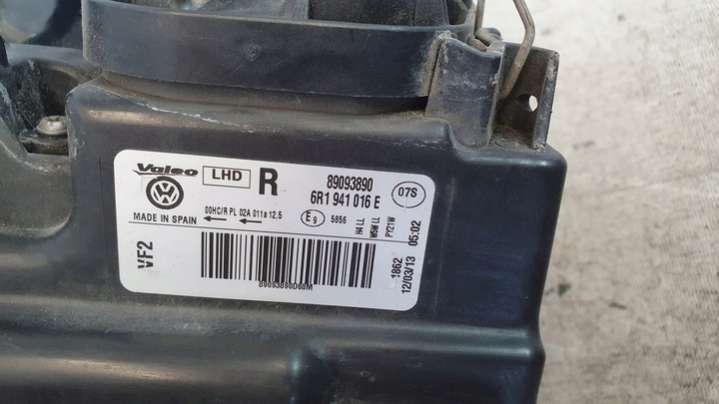 Valeo LHD R 89093890
6R1 941 016 E 07S
MADE IN SPAIN 00HC/R PL 02A 011a 12,5 E9 5856
H4 LL
W5W LL
PY21W
VF2
1862
12/03/13 05:02
89093890D60M